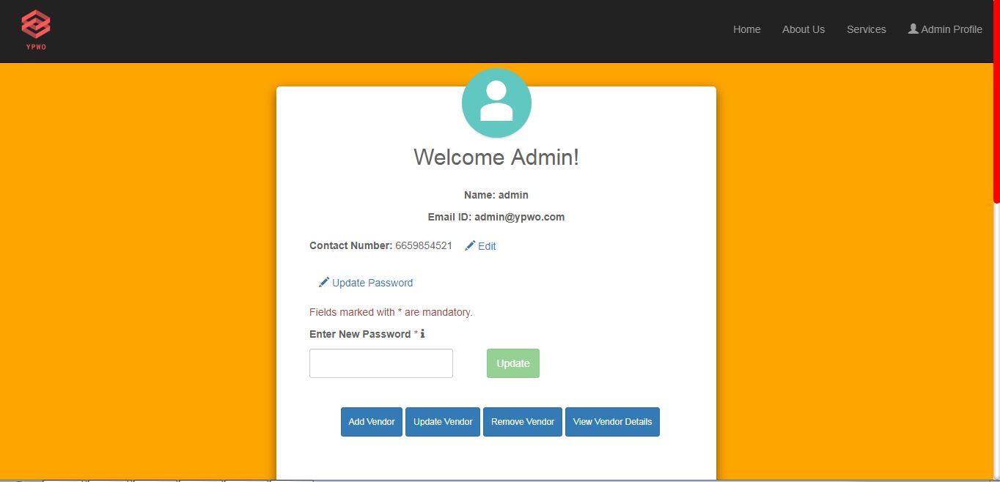 YPWO
Home About Us Services Admin Profile
Welcome Admin!
Name: admin
Email ID: admin@ypwo.com
Contact Number: 6659854521 Edit
Update Password
Fields marked with * are mandatory.
Enter New Password * i
Update
Add Vendor Update Vendor Remove Vendor View Vendor Details